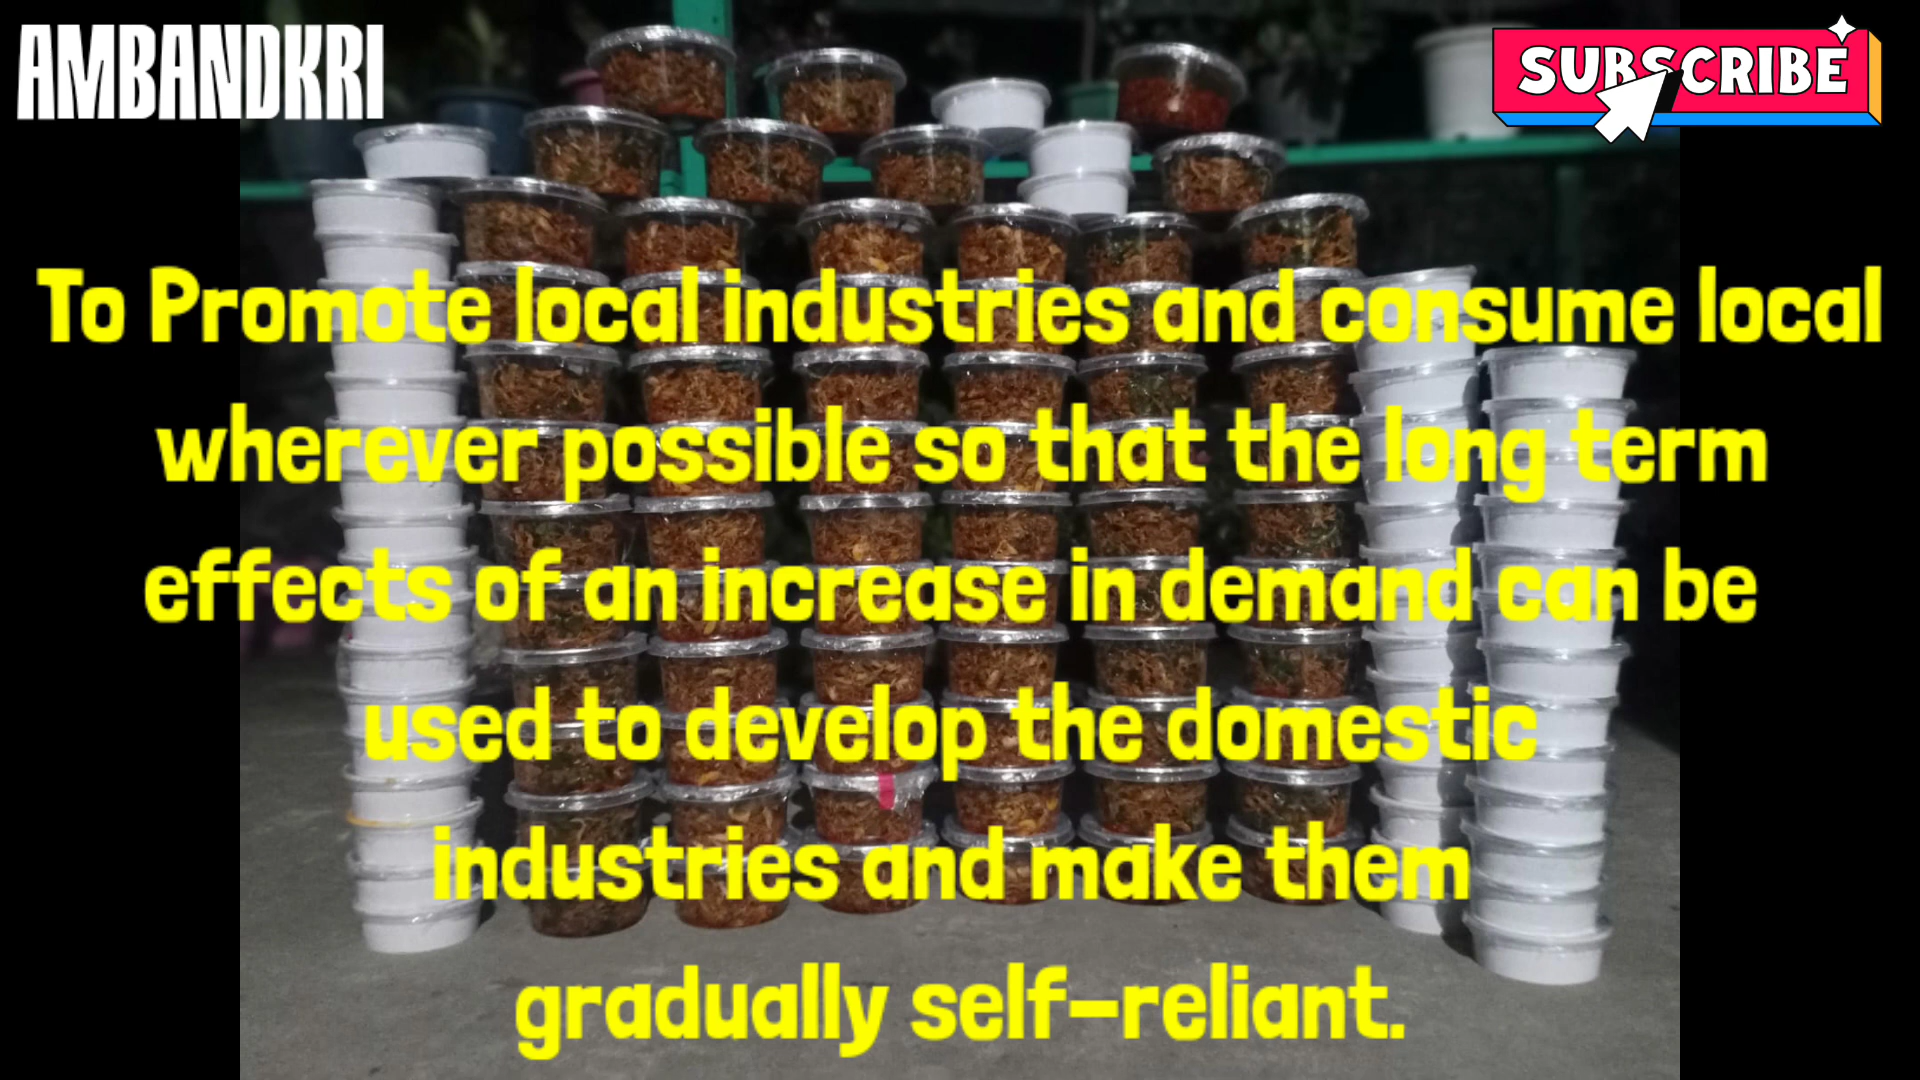 AMBANDKRI
SUBSCRIBE
To Promote local industries and consume local
wherever possible so that the long term
effects of an increase in demand can be
used to develop the domestic
industries and make them
gradually self-reliant.